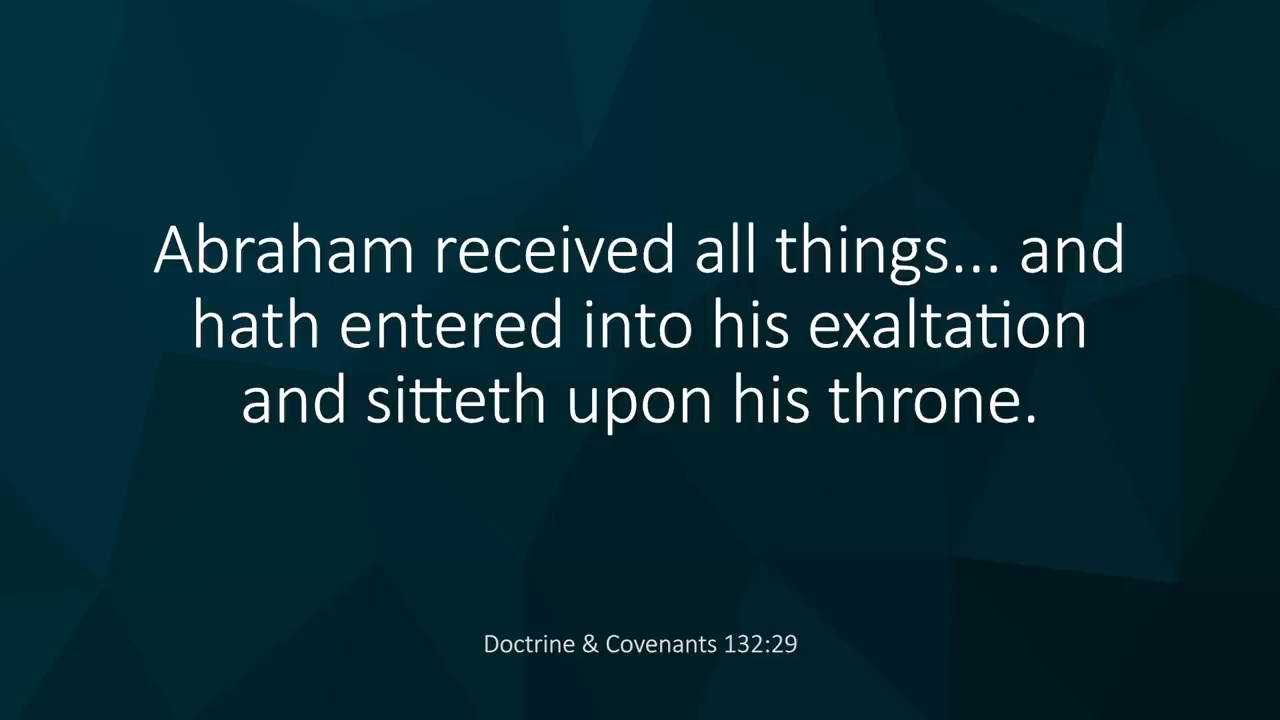 Abraham received all things... and
hath entered into his exaltation
and sitteth upon his throne.
Doctrine & Covenants 132:29